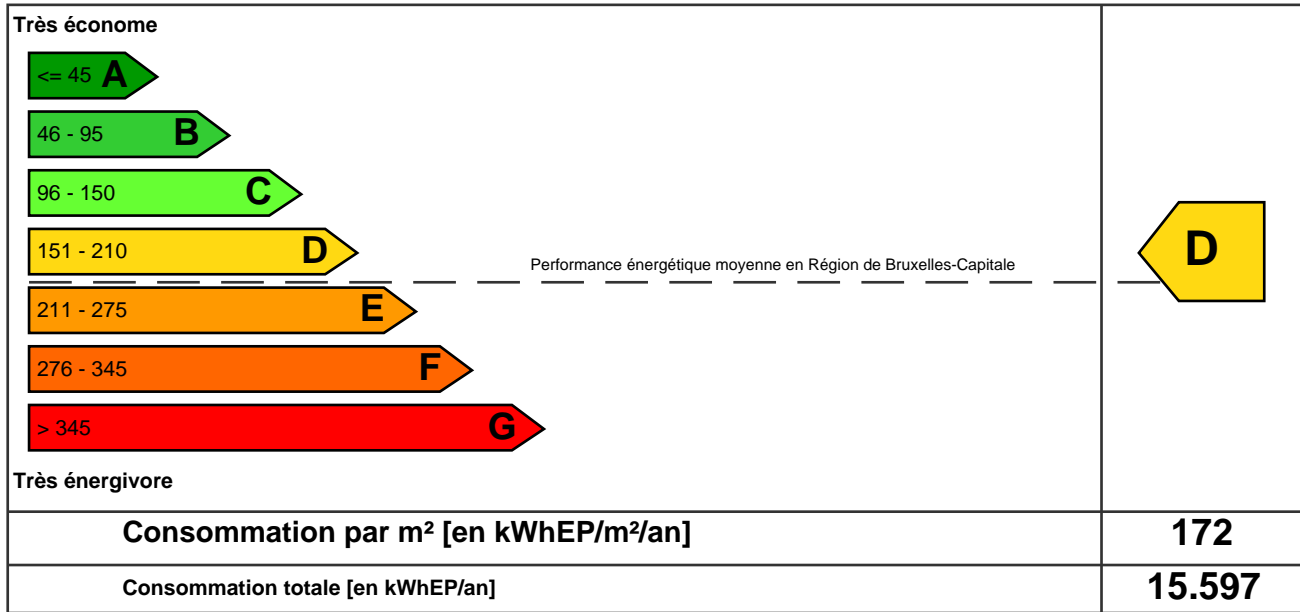 Très économe
<= 45 A
46 - 95 B
96 - 150 C
151 - 210 D
Performance énergétique moyenne en Région de Bruxelles-Capitale
D
211 - 275 E
276 - 345 F
> 345 G
Très énergivore
Consommation par m² [en kWhEP/m²/an] 172
Consommation totale [en kWhEP/an] 15.597